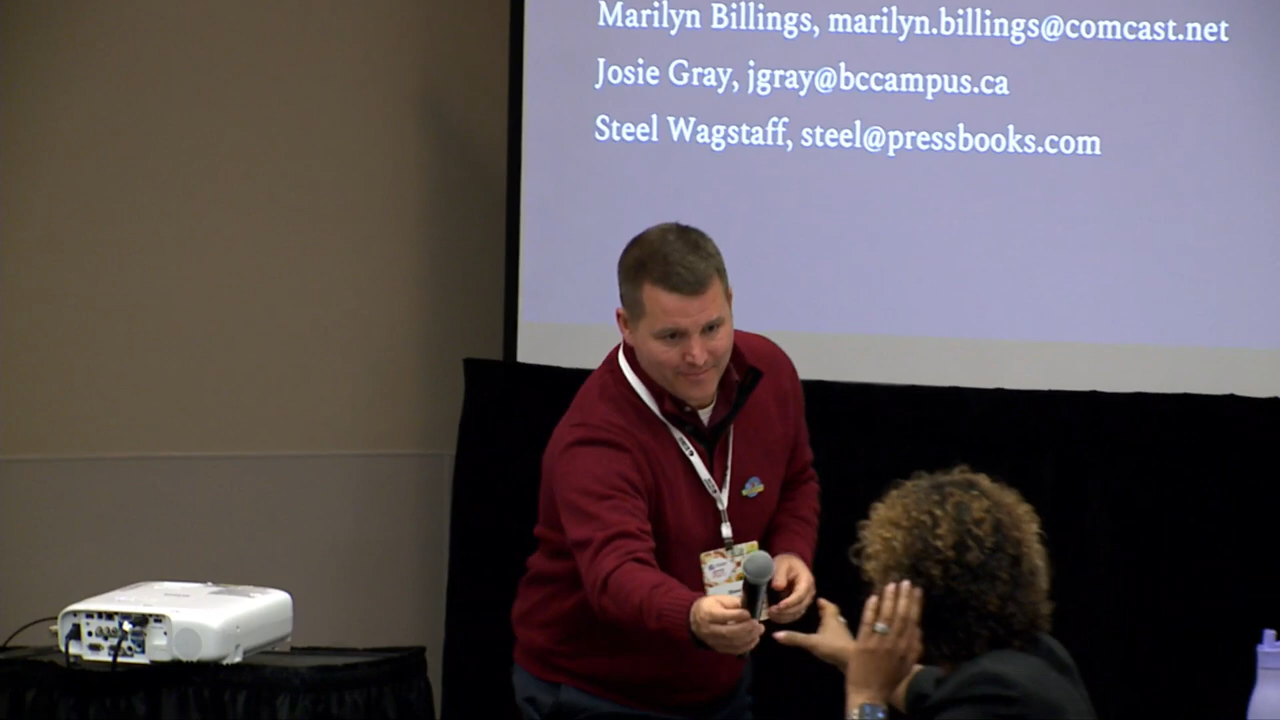 Marilyn Billings, marilyn.billings@comcast.net
Josie Gray, jgray@bccampus.ca
Steel Wagstaff, steel@pressbooks.com